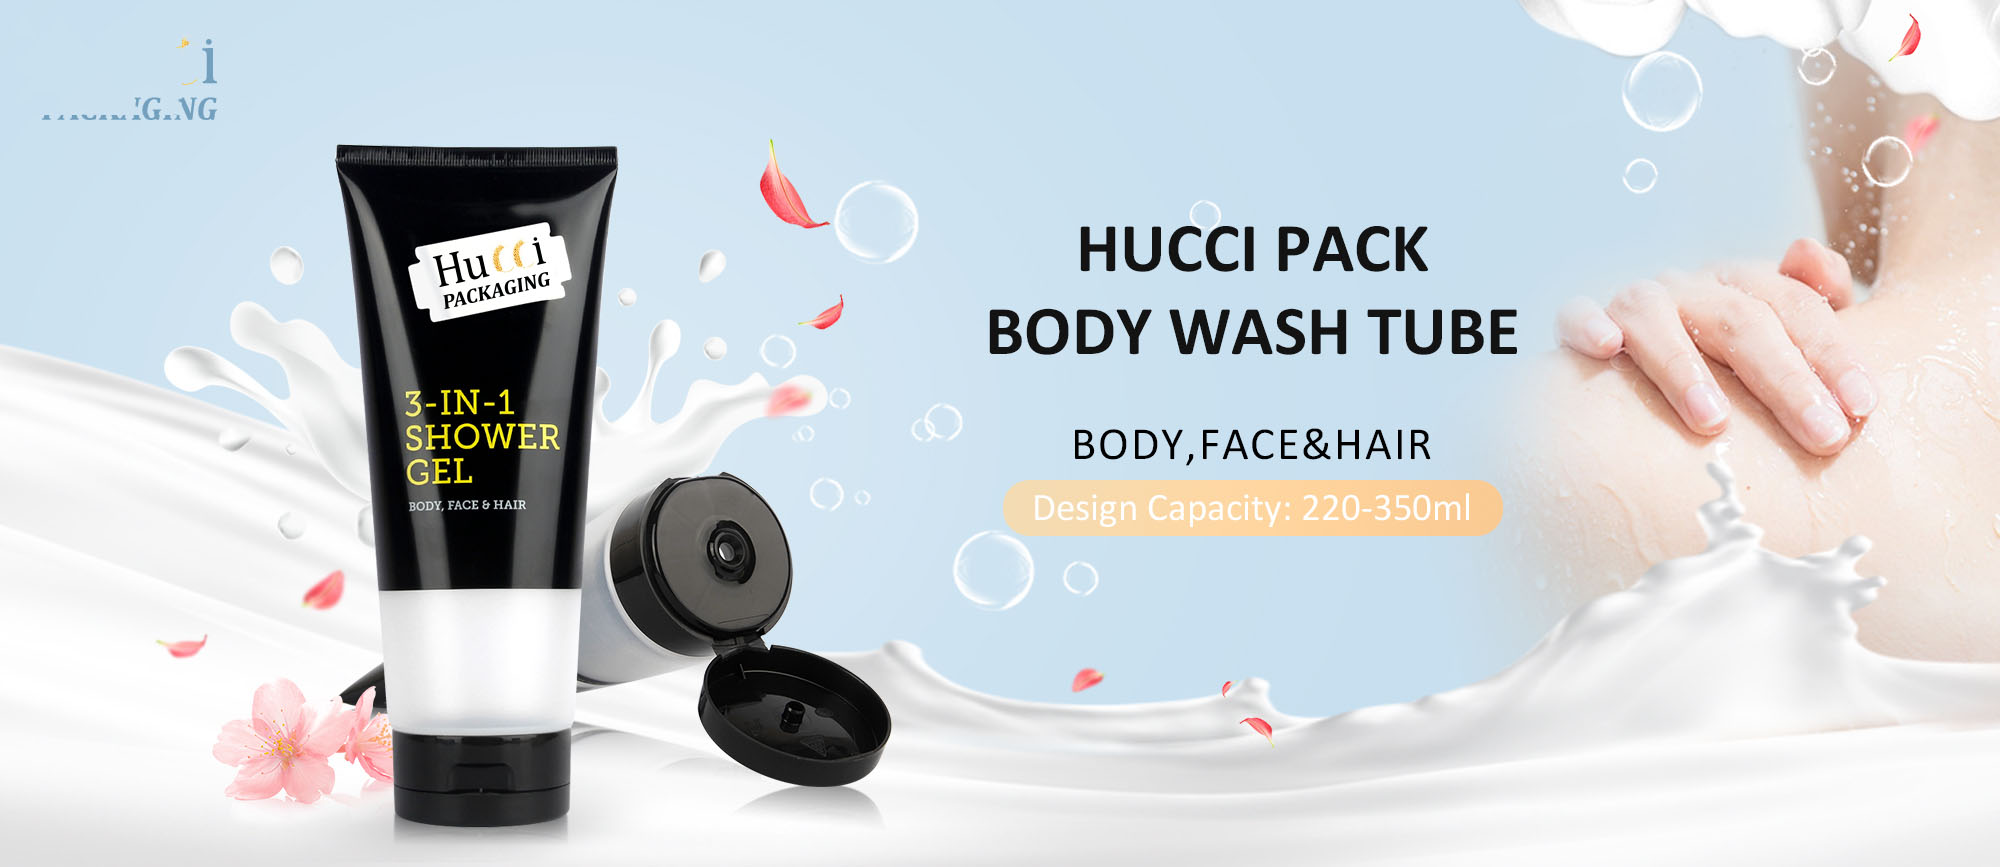 PACKAGING
Hucci
PACKAGING
3-IN-1
SHOWER
GEL
BODY, FACE & HAIR
HUCCI PACK
BODY WASH TUBE
BODY,FACE&HAIR
Design Capacity: 220-350ml